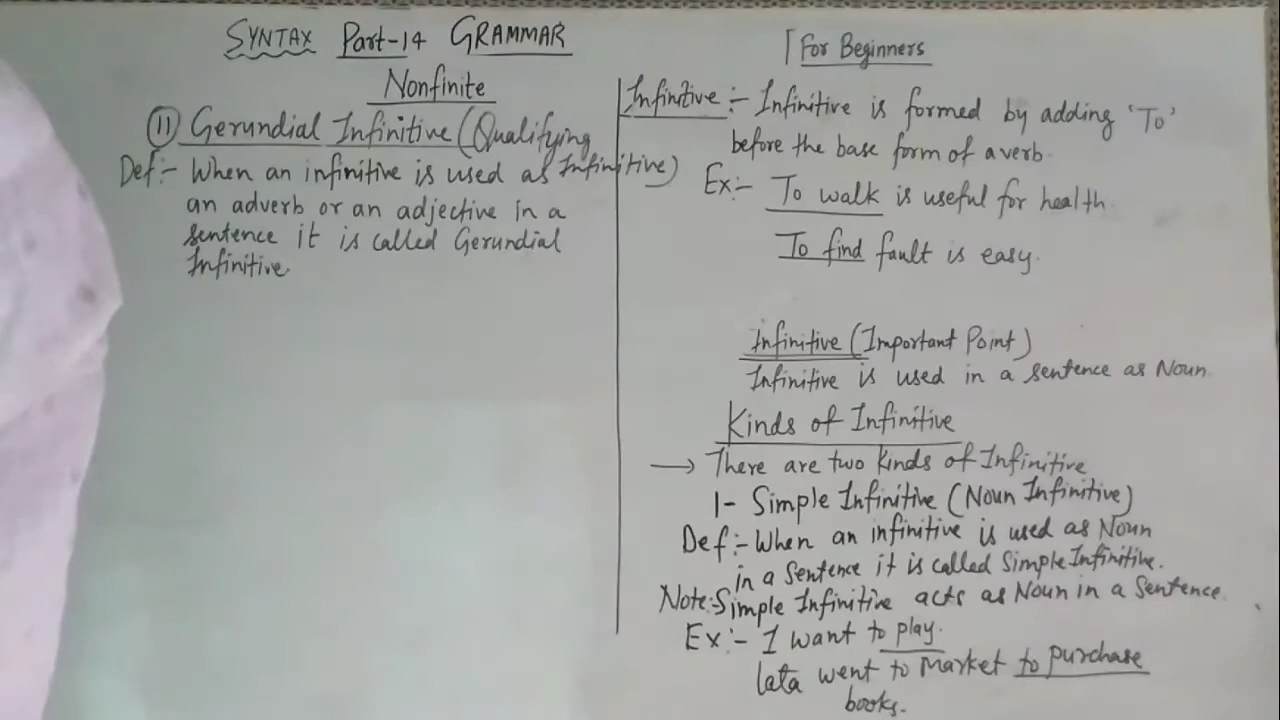 SYNTAX Part-14 GRAMMAR
Nonfinite
(11) Gerundial Infinitive (Qualifying
Infinitive)
Def:- When an infinitive is used as
an adverb or an adjective in a
sentence it is called Gerundial
Infinitive.
For Beginners
Infinitive:- Infinitive is formed by adding 'To'
before the base form of a verb.
Ex:- To walk is useful for health.
To find fault is easy.
Infinitive (Important Point)
Infinitive is used in a sentence as Noun.
Kinds of Infinitive
→ There are two kinds of Infinitive
1- Simple Infinitive (Noun Infinitive)
Def:- When an infinitive is used as Noun
in a sentence it is called Simple Infinitive.
Note:- Simple Infinitive acts as Noun in a Sentence.
Ex:- I want to play.
Lata went to Market to purchase
books.